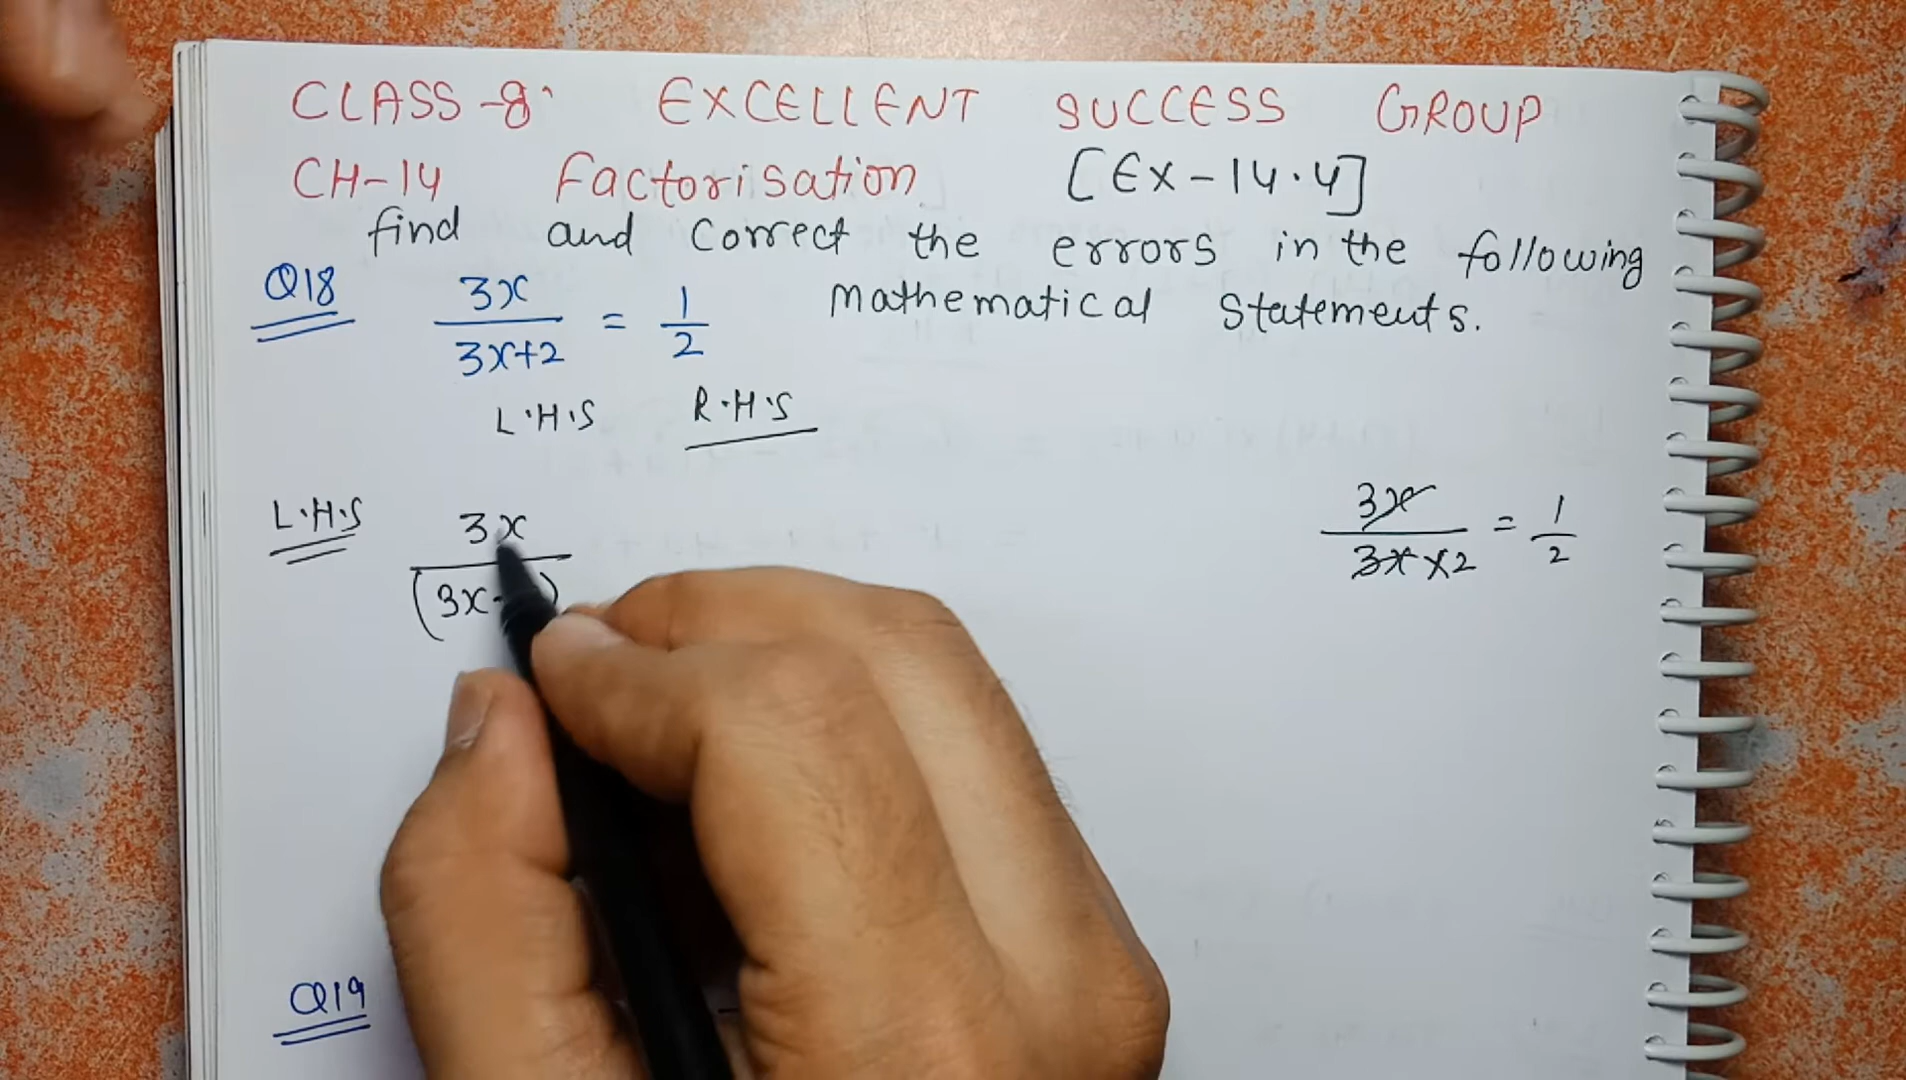 CLASS-8 EXCELLENT SUCCESS GROUP
CH-14 Factorisation [EX-14.4]
find and correct the errors in the following
Q18 3x/3x+2 = 1/2 Mathematical Statements.
L.H.S R.H.S
L.H.S 3x/(3x
3x/3x×2 = 1/2
Q19